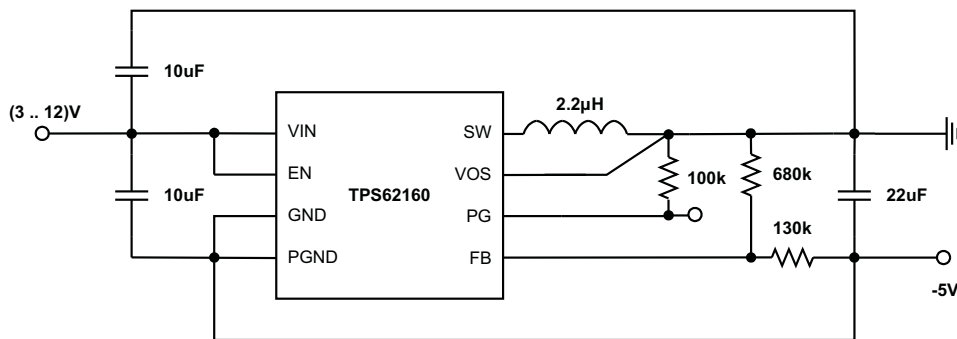 10uF
(3 .. 12)V
10uF
VIN
EN
GND
PGND
TPS62160
SW
VOS
PG
FB
2.2µH
100k
680k
130k
22uF
-5V